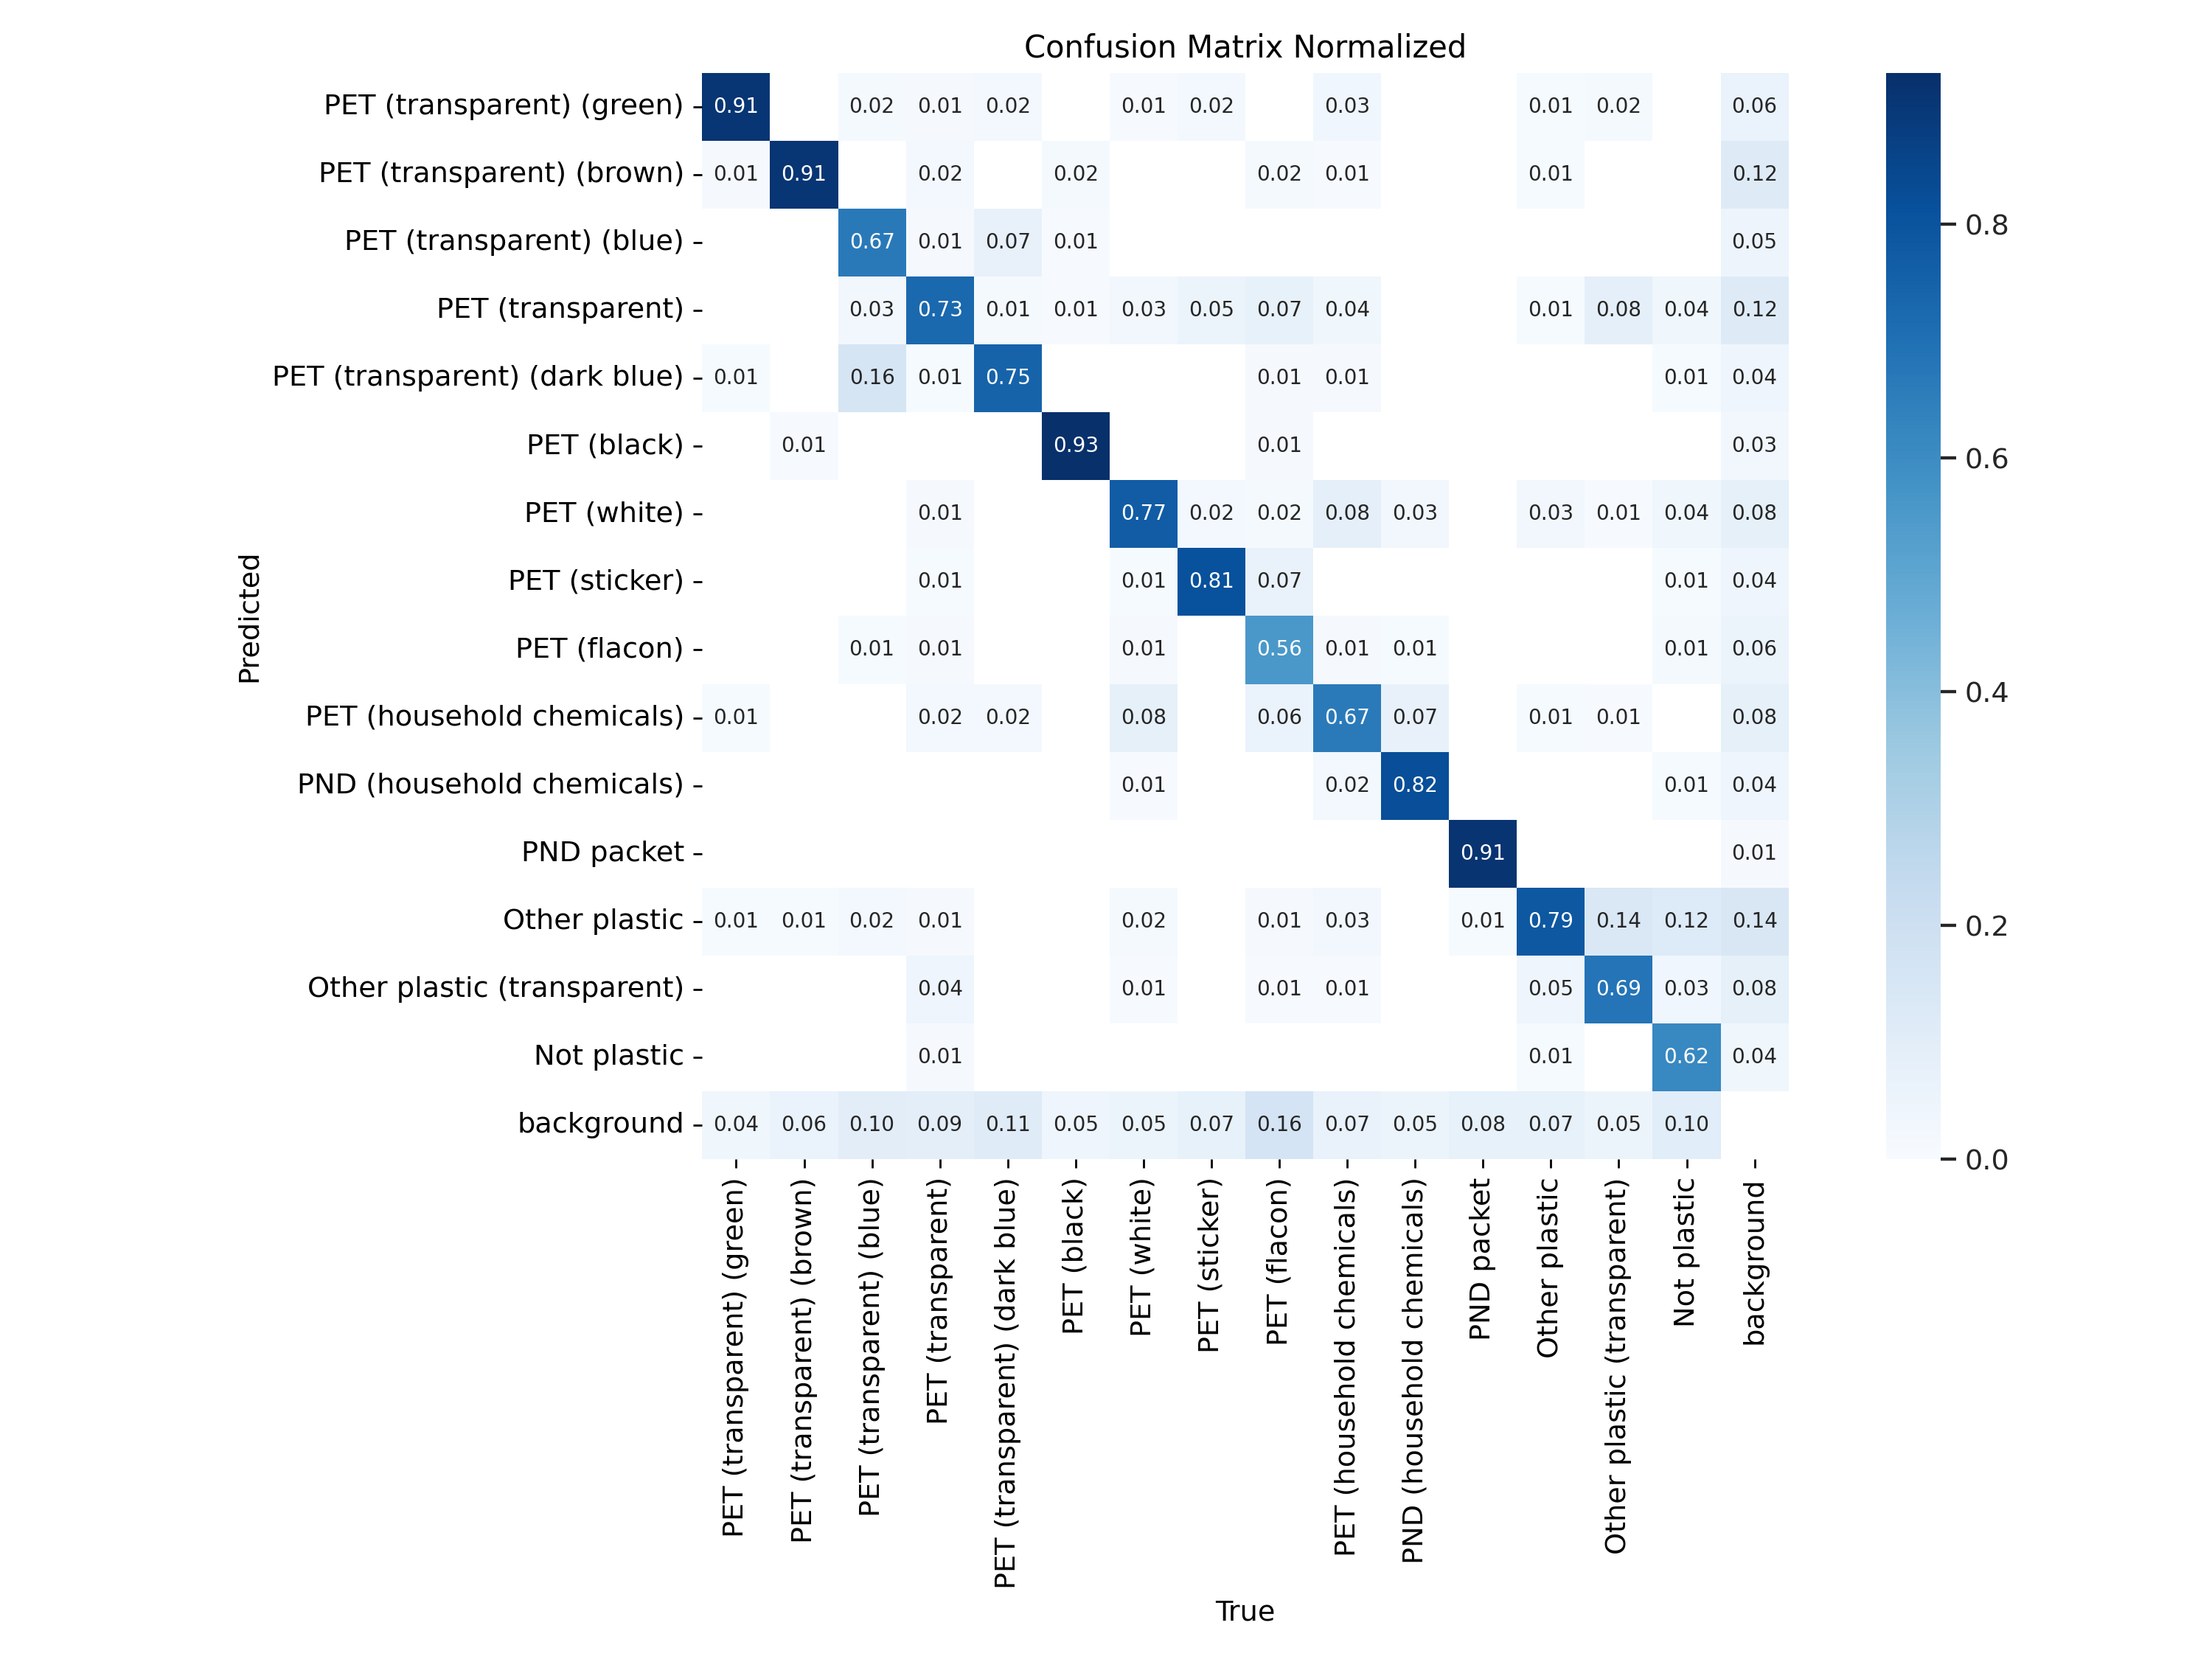 Confusion Matrix Normalized
PET (transparent) (green) 0.91 0.02 0.01 0.02 0.01 0.02 0.03 0.01 0.02 0.06
PET (transparent) (brown) 0.01 0.91 0.02 0.02 0.02 0.01 0.01 0.12
PET (transparent) (blue) 0.67 0.01 0.07 0.01 0.05
PET (transparent) 0.03 0.73 0.01 0.01 0.03 0.05 0.07 0.04 0.01 0.08 0.04 0.12
PET (transparent) (dark blue) 0.01 0.16 0.01 0.75 0.01 0.01 0.01 0.04
PET (black) 0.01 0.93 0.01 0.03
PET (white) 0.01 0.77 0.02 0.02 0.08 0.03 0.03 0.01 0.04 0.08
PET (sticker) 0.01 0.01 0.81 0.07 0.01 0.04
PET (flacon) 0.01 0.01 0.01 0.56 0.01 0.01 0.01 0.06
PET (household chemicals) 0.01 0.02 0.02 0.08 0.06 0.67 0.07 0.01 0.01 0.08
PND (household chemicals) 0.01 0.02 0.82 0.01 0.04
PND packet 0.91 0.01
Other plastic 0.01 0.01 0.02 0.01 0.02 0.01 0.03 0.01 0.79 0.14 0.12 0.14
Other plastic (transparent) 0.04 0.01 0.01 0.01 0.05 0.69 0.03 0.08
Not plastic 0.01 0.01 0.62 0.04
background 0.04 0.06 0.10 0.09 0.11 0.05 0.05 0.07 0.16 0.07 0.05 0.08 0.07 0.05 0.10
Predicted
PET (transparent) (green)
PET (transparent) (brown)
PET (transparent) (blue)
PET (transparent)
PET (transparent) (dark blue)
PET (black)
PET (white)
PET (sticker)
PET (flacon)
PET (household chemicals)
PND (household chemicals)
PND packet
Other plastic
Other plastic (transparent)
Not plastic
background
True
0.8
0.6
0.4
0.2
0.0